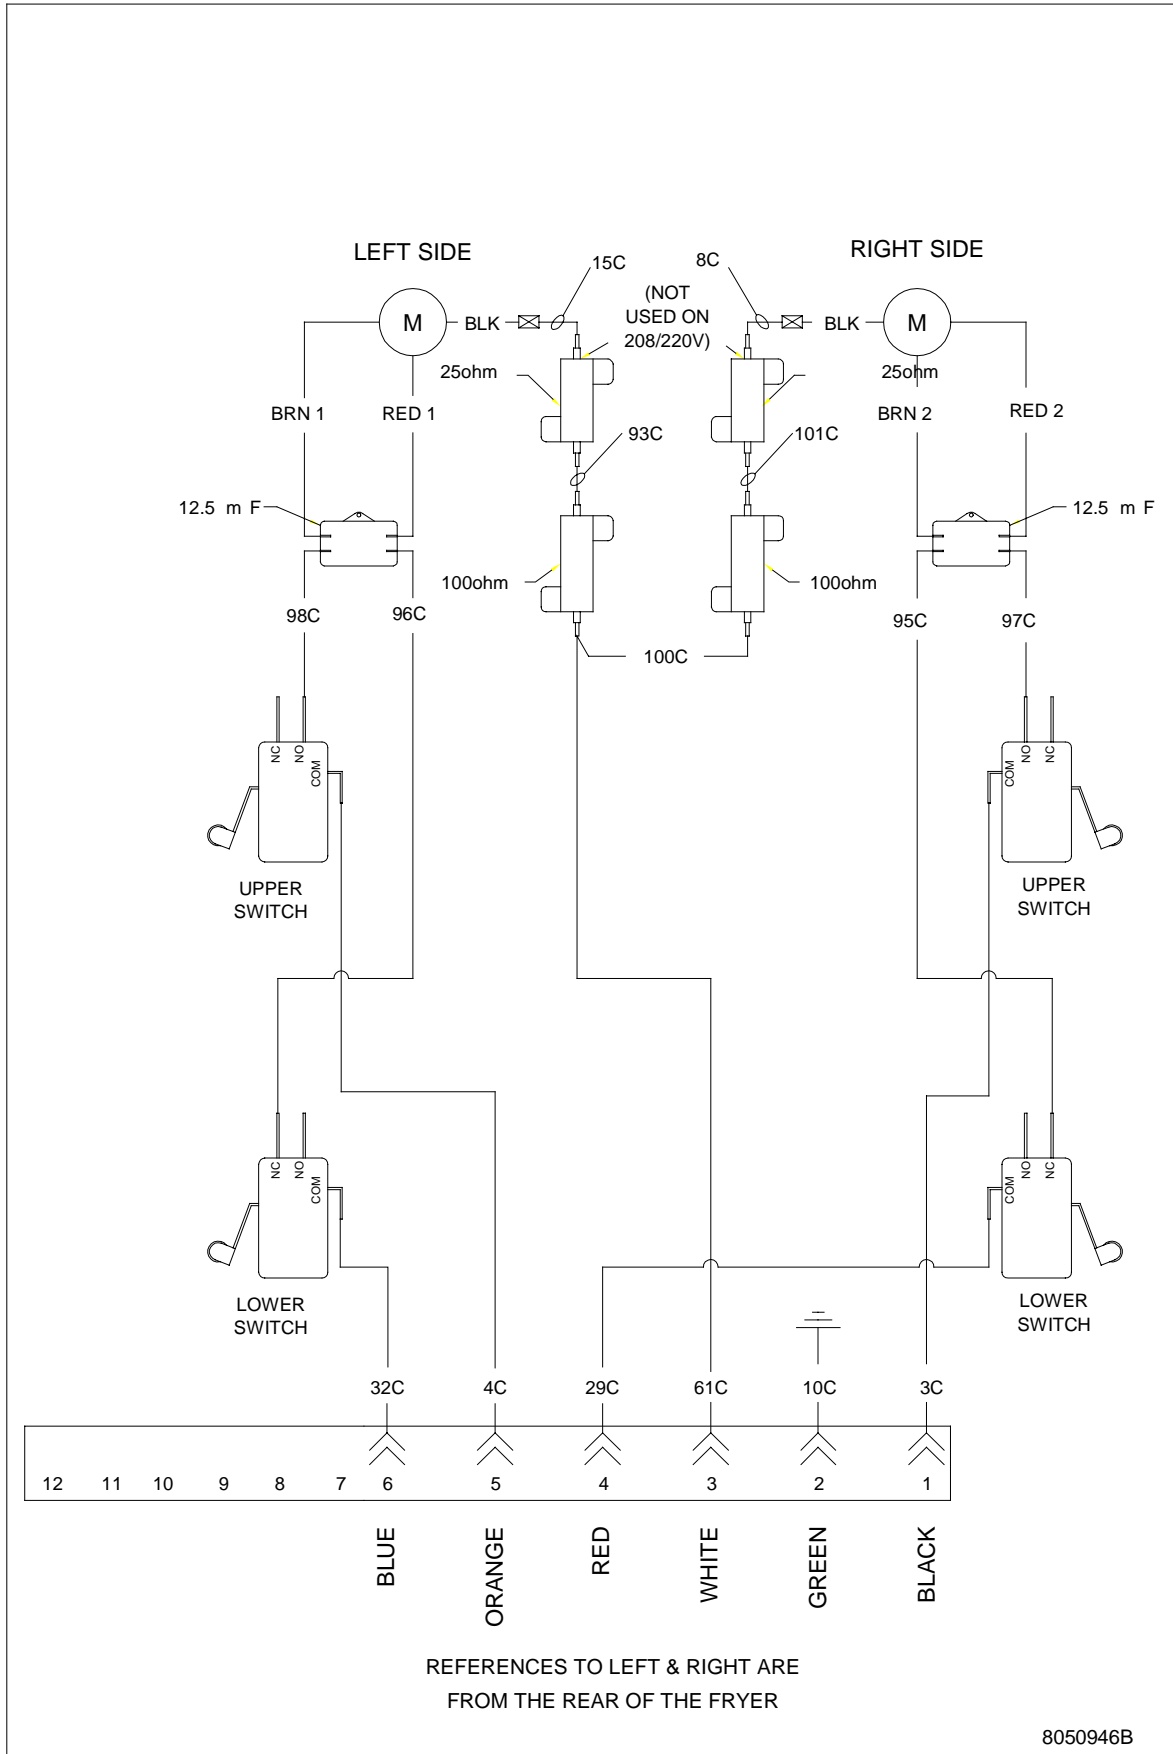 LEFT SIDE
RIGHT SIDE
15C
8C
(NOT
USED ON
208/220V)
M
BLK
BLK
M
25ohm
25ohm
BRN 1
RED 1
BRN 2
RED 2
93C
101C
12.5 m F
12.5 m F
100ohm
100ohm
98C
96C
95C
97C
100C
NC
NO
COM
COM
NO
NC
UPPER
SWITCH
UPPER
SWITCH
NC
NO
COM
COM
NO
NC
LOWER
SWITCH
LOWER
SWITCH
32C
4C
29C
61C
10C
3C
12 11 10 9 8 7 6 5 4 3 2 1
BLUE
ORANGE
RED
WHITE
GREEN
BLACK
REFERENCES TO LEFT & RIGHT ARE
FROM THE REAR OF THE FRYER
8050946B